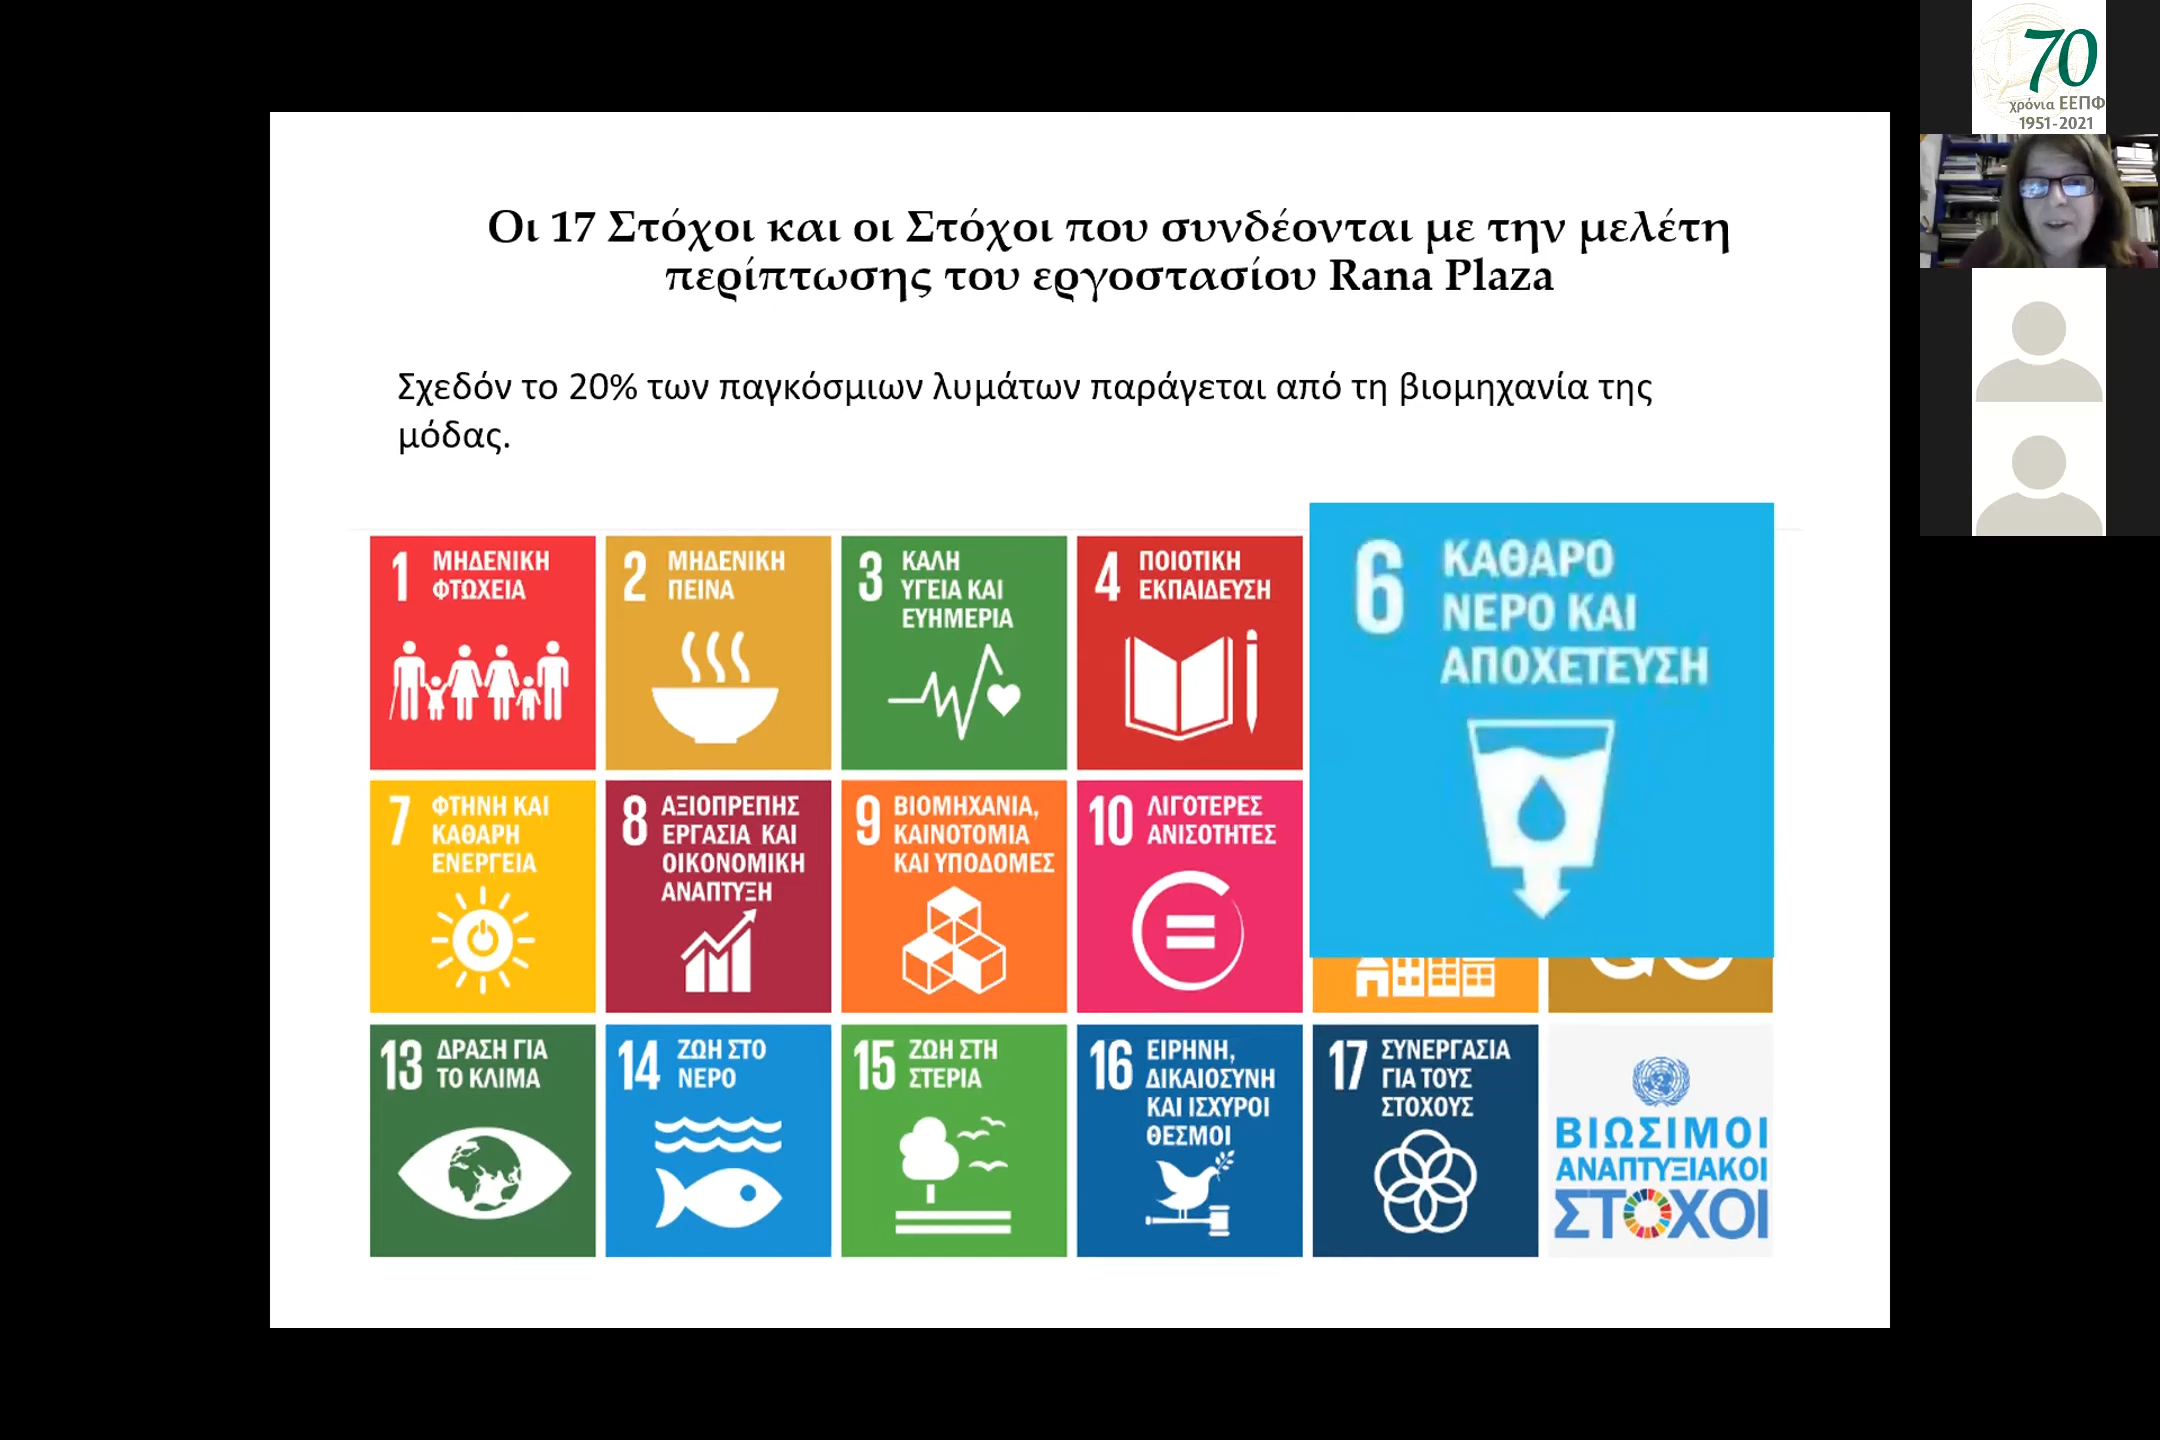 Οι 17 Στόχοι και οι Στόχοι που συνδέονται με την μελέτη
περίπτωσης του εργοστασίου Rana Plaza
Σχεδόν το 20% των παγκόσμιων λυμάτων παράγεται από τη βιομηχανία της
μόδας.
1 ΜΗΔΕΝΙΚΗ
ΦΤΩΧΕΙΑ
2 ΜΗΔΕΝΙΚΗ
ΠΕΙΝΑ
3 ΚΑΛΗ
ΥΓΕΙΑ ΚΑΙ
ΕΥΗΜΕΡΙΑ
4 ΠΟΙΟΤΙΚΗ
ΕΚΠΑΙΔΕΥΣΗ
6 ΚΑΘΑΡΟ
ΝΕΡΟ ΚΑΙ
ΑΠΟΧΕΤΕΥΣΗ
7 ΦΤΗΝΗ ΚΑΙ
ΚΑΘΑΡΗ
ΕΝΕΡΓΕΙΑ
8 ΑΞΙΟΠΡΕΠΗΣ
ΕΡΓΑΣΙΑ ΚΑΙ
ΟΙΚΟΝΟΜΙΚΗ
ΑΝΑΠΤΥΞΗ
9 ΒΙΟΜΗΧΑΝΙΑ,
ΚΑΙΝΟΤΟΜΙΑ
ΚΑΙ ΥΠΟΔΟΜΕΣ
10 ΛΙΓΟΤΕΡΕΣ
ΑΝΙΣΟΤΗΤΕΣ
13 ΔΡΑΣΗ ΓΙΑ
ΤΟ ΚΛΙΜΑ
14 ΖΩΗ ΣΤΟ
ΝΕΡΟ
15 ΖΩΗ ΣΤΗ
ΣΤΕΡΙΑ
16 ΕΙΡΗΝΗ,
ΔΙΚΑΙΟΣΥΝΗ
ΚΑΙ ΙΣΧΥΡΟΙ
ΘΕΣΜΟΙ
17 ΣΥΝΕΡΓΑΣΙΑ
ΓΙΑ ΤΟΥΣ
ΣΤΟΧΟΥΣ
ΒΙΩΣΙΜΟΙ
ΑΝΑΠΤΥΞΙΑΚΟΙ
ΣΤΟΧΟΙ
70
χρόνια ΕΕΠΦ
1951-2021